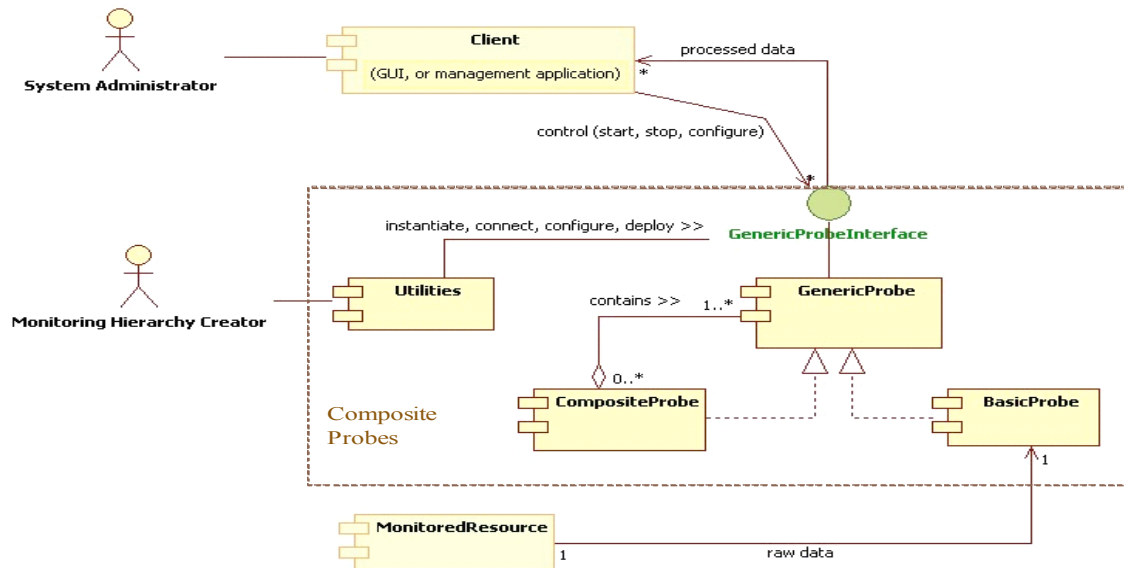 Client
processed data
(GUI, or management application)
*
System Administrator
control (start, stop, configure)
*
instantiate, connect, configure, deploy >>
GenericProbeInterface
Utilities
GenericProbe
contains >>
1..*
Monitoring Hierarchy Creator
0..*
CompositeProbe
BasicProbe
Composite
Probes
1
MonitoredResource
1
raw data